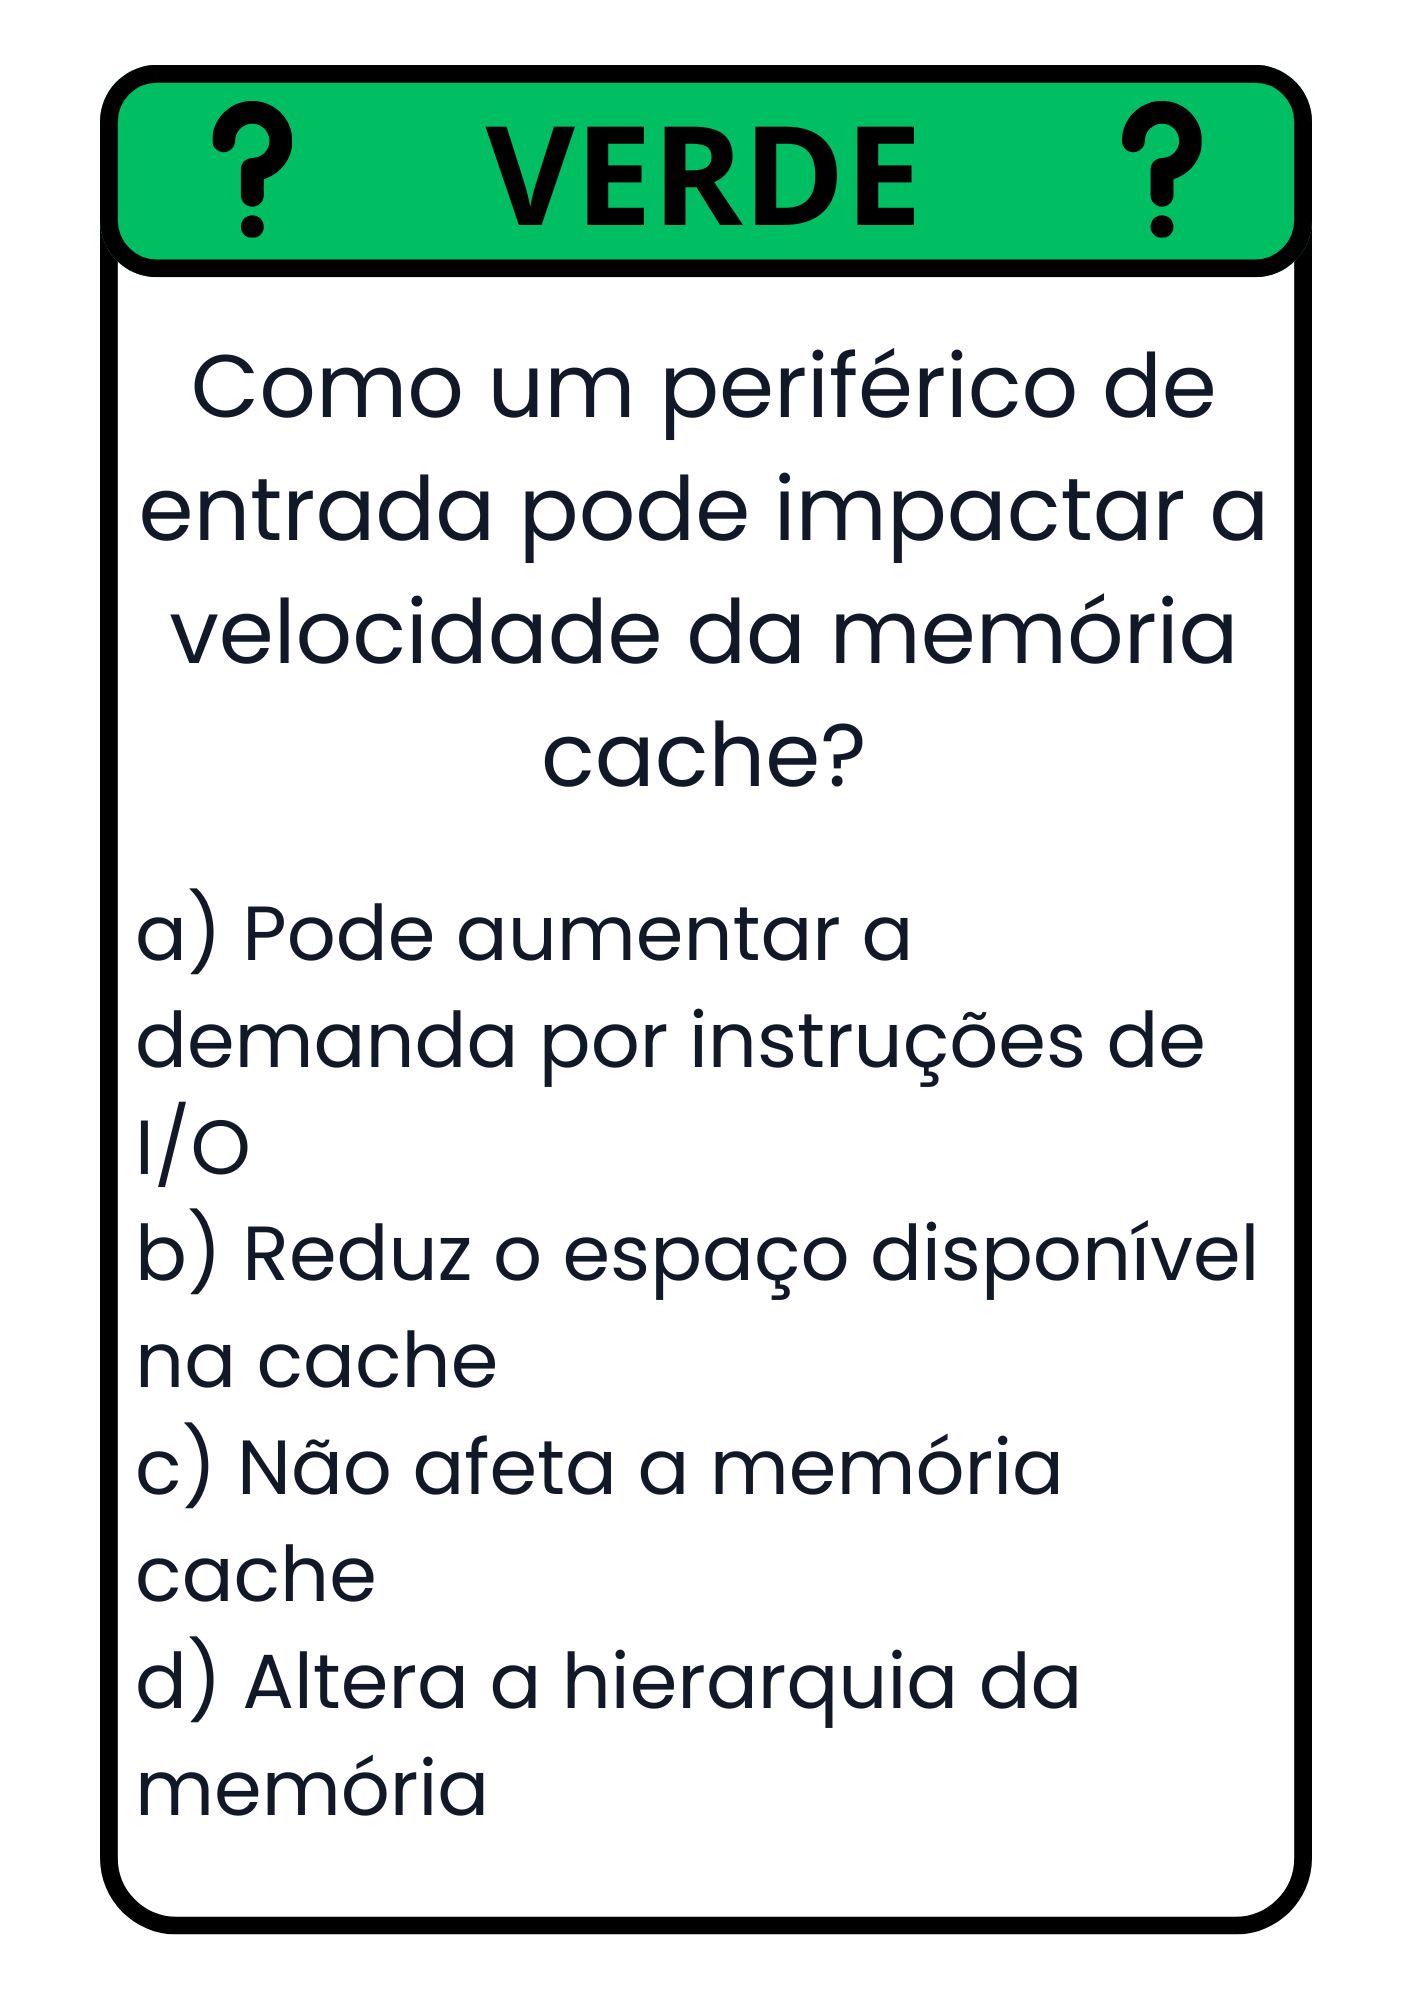 ? VERDE ?
Como um periférico de
entrada pode impactar a
velocidade da memória
cache?
a) Pode aumentar a
demanda por instruções de
I/O
b) Reduz o espaço disponível
na cache
c) Não afeta a memória
cache
d) Altera a hierarquia da
memória